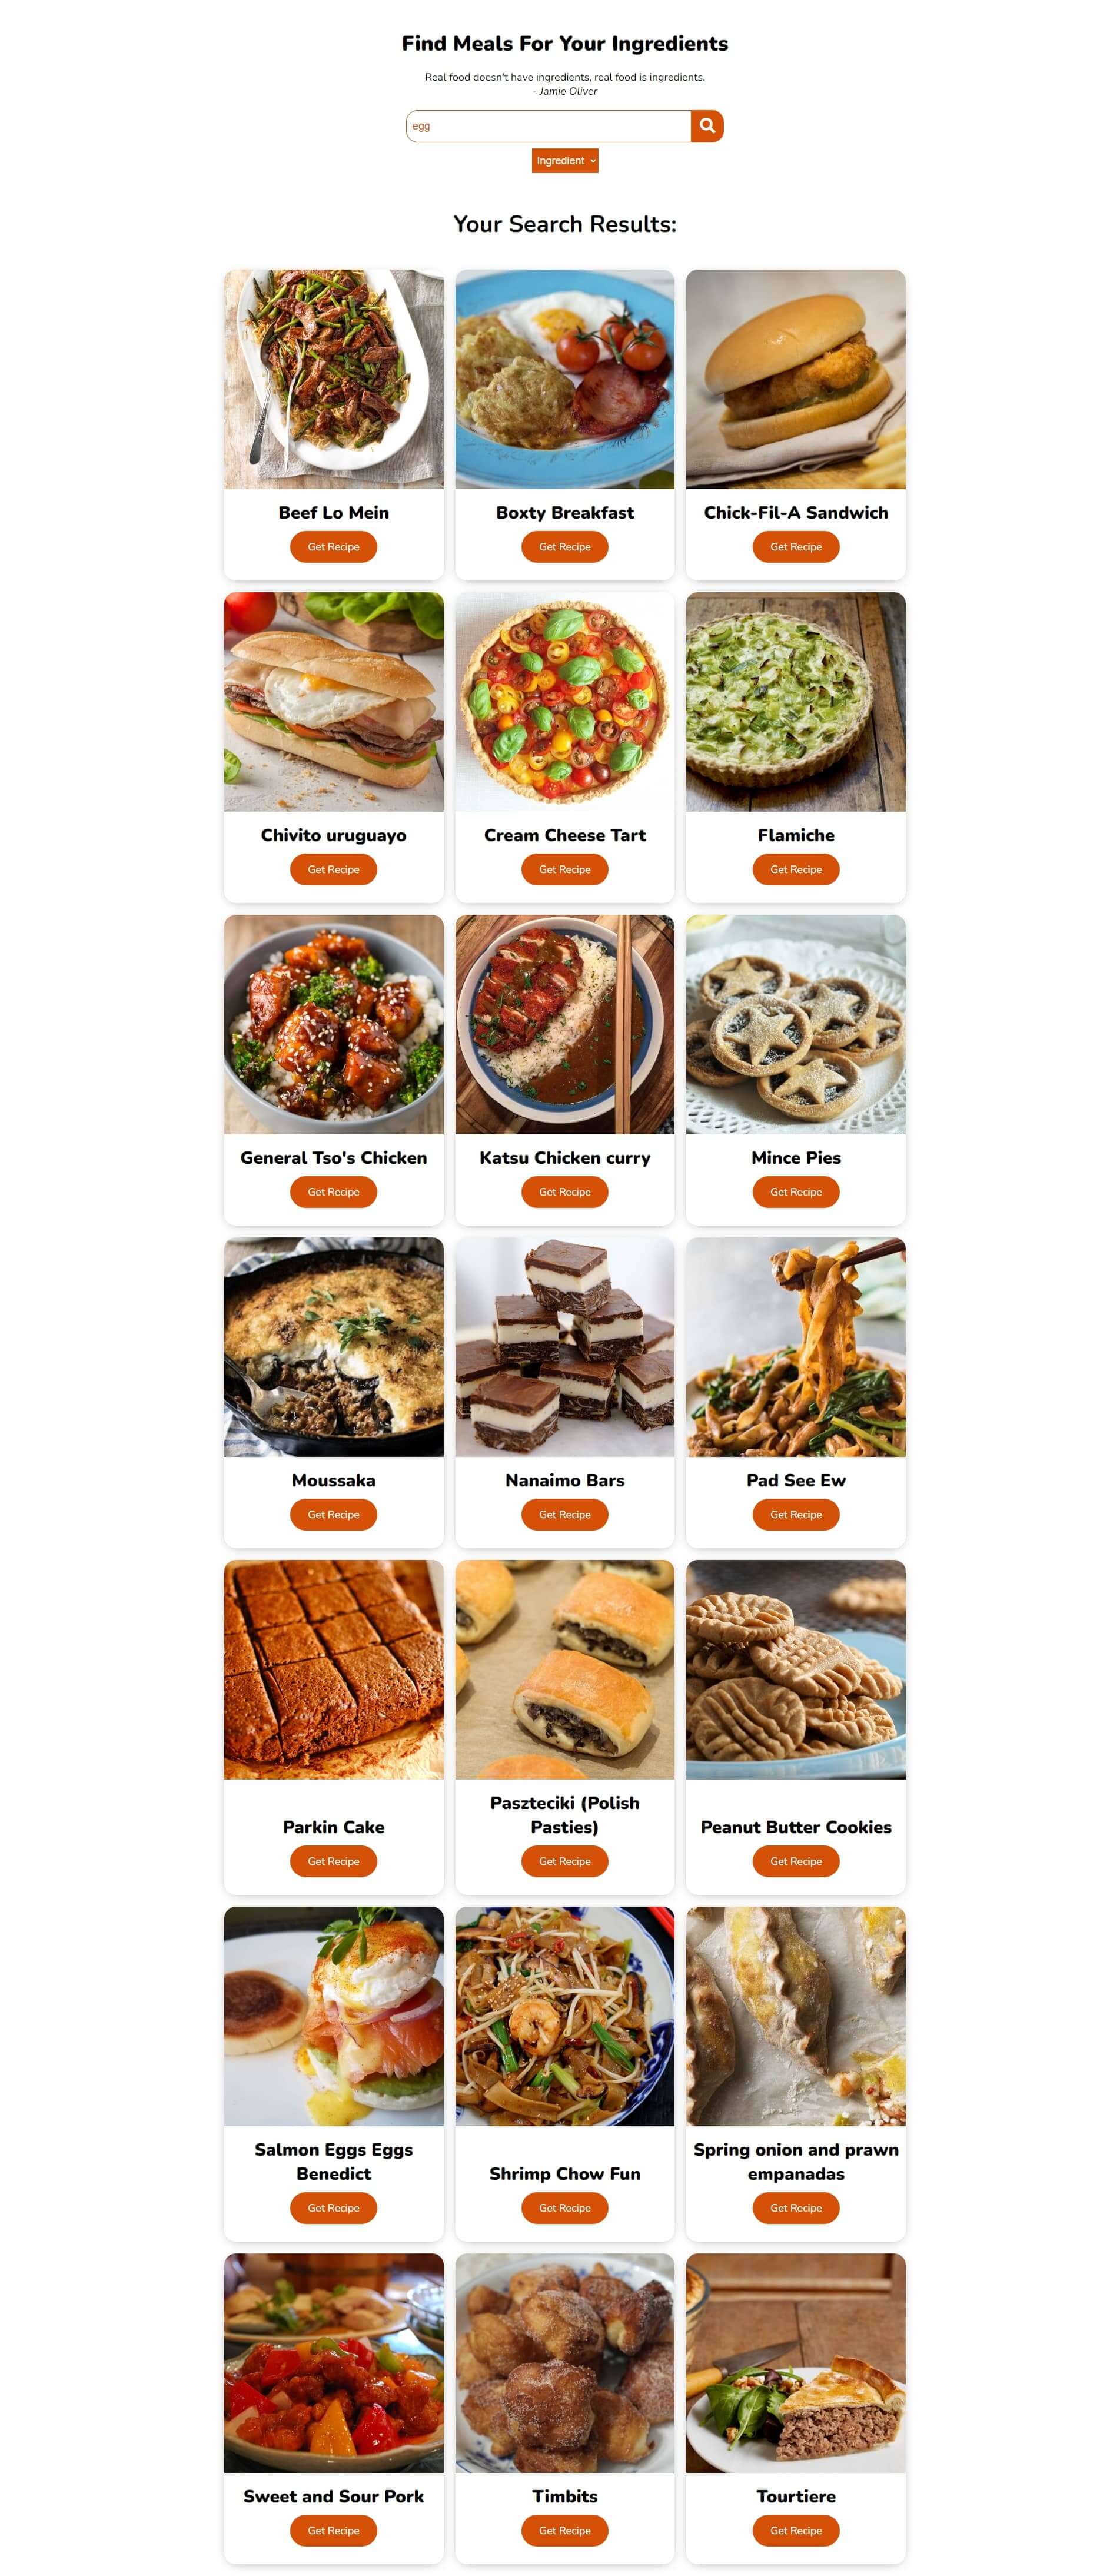 Find Meals For Your Ingredients
Real food doesn't have ingredients, real food is ingredients.
- Jamie Oliver
egg
Ingredient
Your Search Results:
Beef Lo Mein
Get Recipe
Boxty Breakfast
Get Recipe
Chick-Fil-A Sandwich
Get Recipe
Chivito uruguayo
Get Recipe
Cream Cheese Tart
Get Recipe
Flamiche
Get Recipe
General Tso's Chicken
Get Recipe
Katsu Chicken curry
Get Recipe
Mince Pies
Get Recipe
Moussaka
Get Recipe
Nanaimo Bars
Get Recipe
Pad See Ew
Get Recipe
Parkin Cake
Get Recipe
Paszteciki (Polish
Pasties)
Get Recipe
Peanut Butter Cookies
Get Recipe
Salmon Eggs Eggs
Benedict
Get Recipe
Shrimp Chow Fun
Get Recipe
Spring onion and prawn
empanadas
Get Recipe
Sweet and Sour Pork
Get Recipe
Timbits
Get Recipe
Tourtiere
Get Recipe